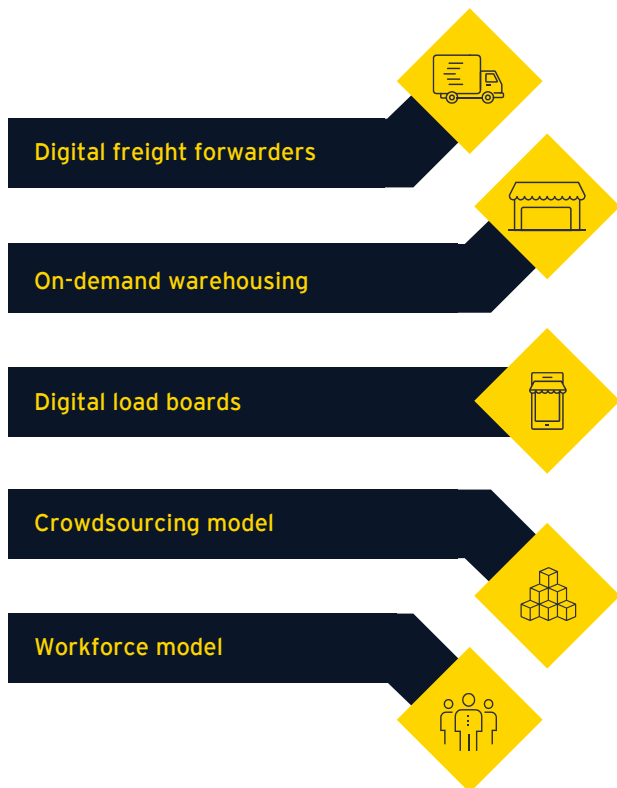 Digital freight forwarders
On-demand warehousing
Digital load boards
Crowdsourcing model
Workforce model